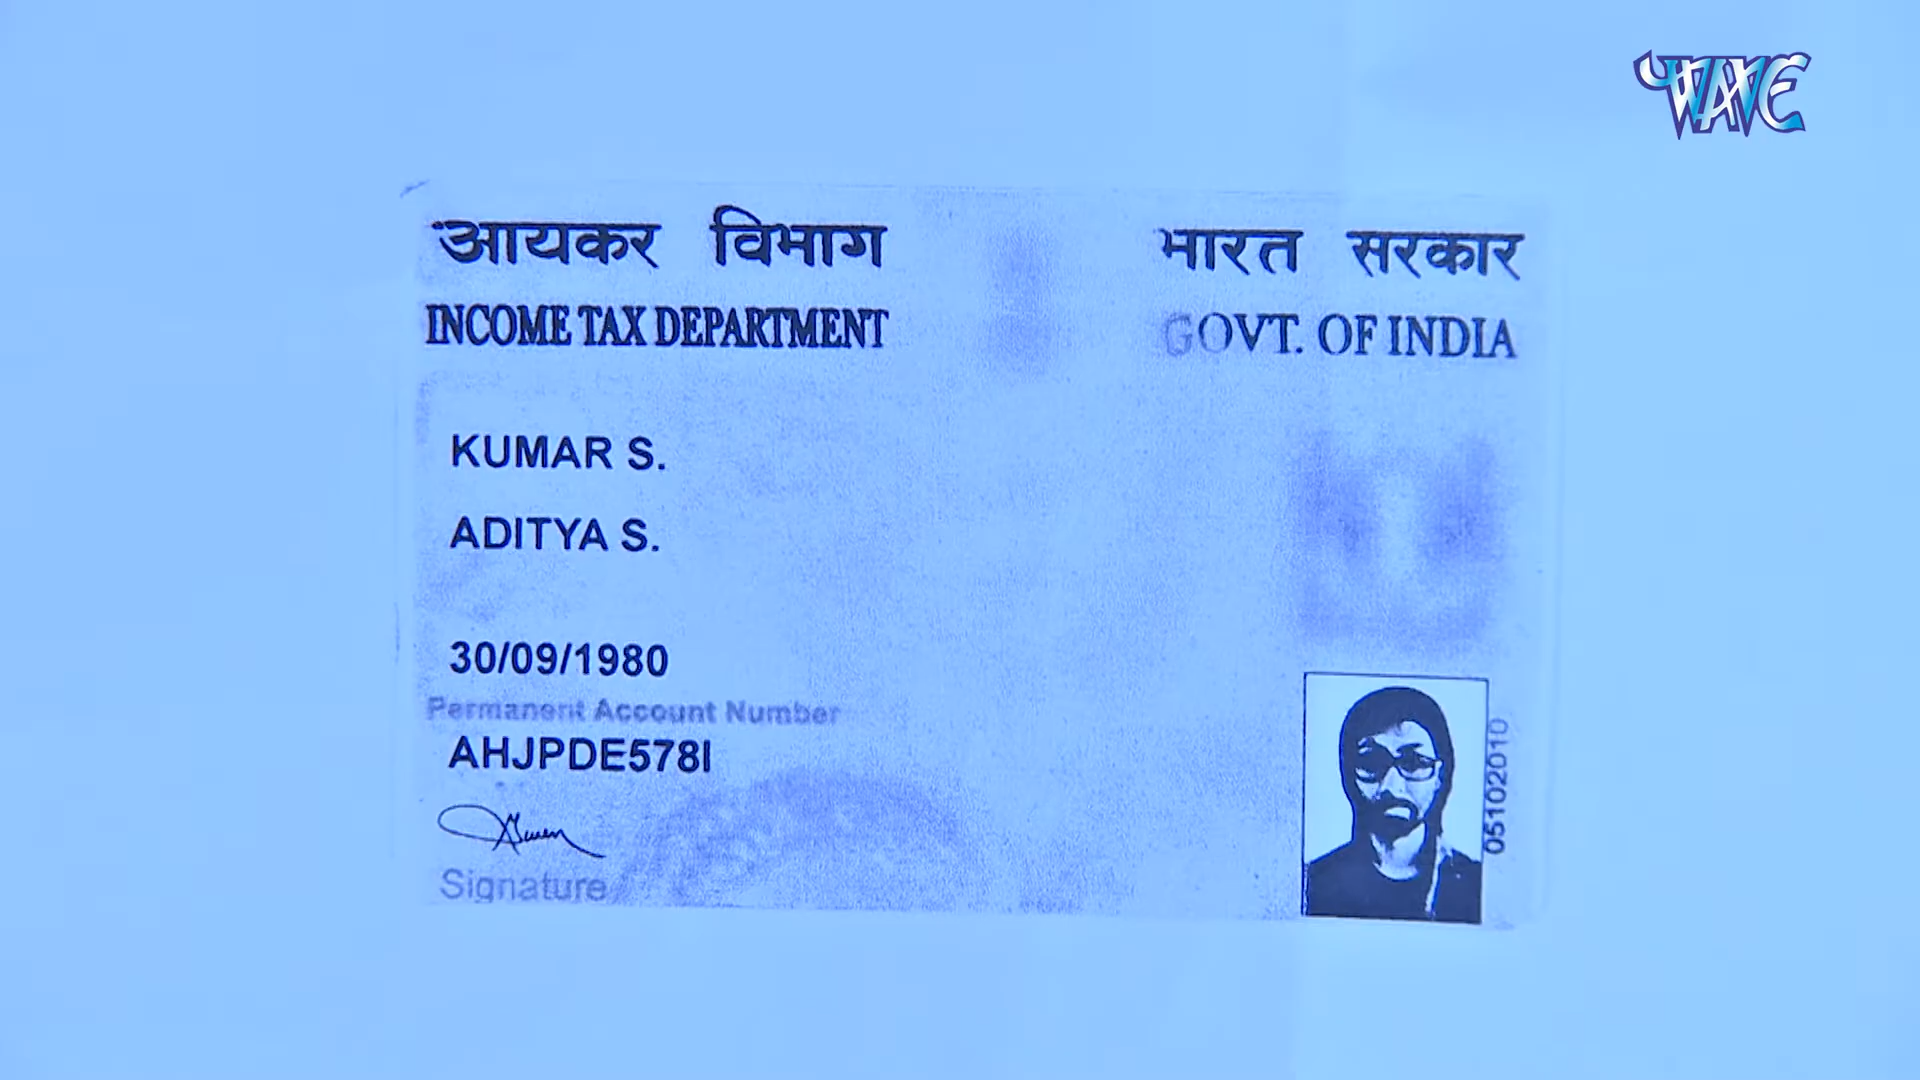 WAVE
आयकर विभाग
भारत सरकार
INCOME TAX DEPARTMENT
GOVT. OF INDIA
KUMAR S.
ADITYA S.
30/09/1980
Permanent Account Number
AHJPDE578I
Signature
05102010